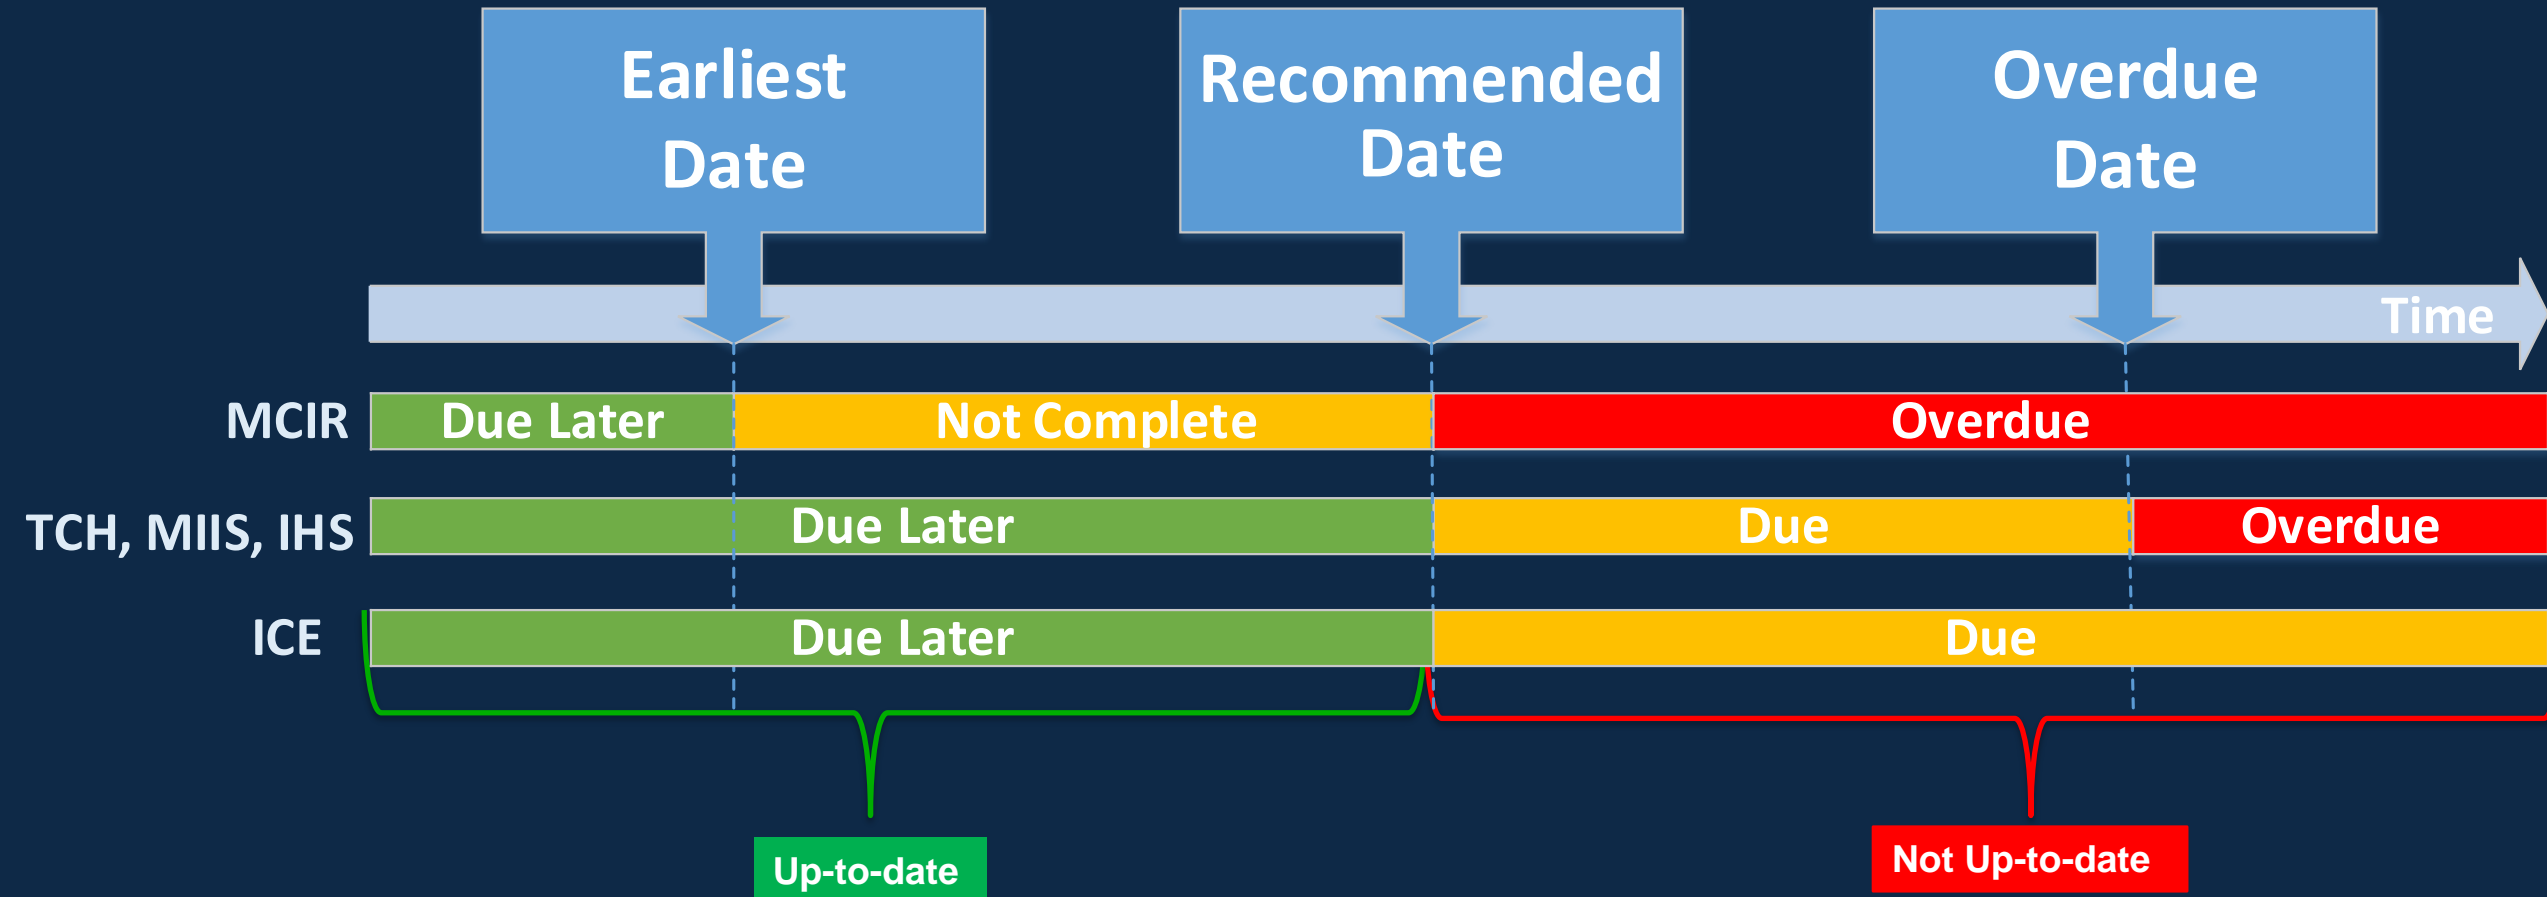 Earliest
Date
Recommended
Date
Overdue
Date
Time
MCIR
Due Later
Not Complete
Overdue
TCH, MIIS, IHS
Due Later
Due
Overdue
ICE
Due Later
Due
Up-to-date
Not Up-to-date